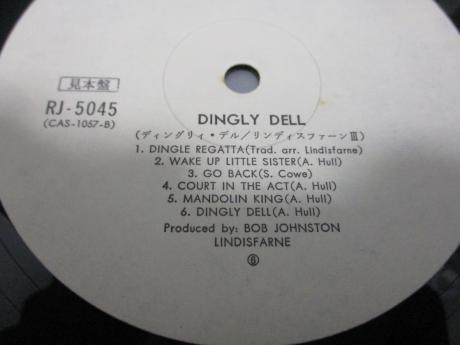 見本盤
RJ-5045
(CAS-1057-B)
DINGLY DELL
(ディングリィ・デル/リンディスファーンⅢ)
1. DINGLE REGATTA(Trad. arr. Lindisfarne)
2. WAKE UP LITTLE SISTER(A. Hull)
3. GO BACK(S. Cowe)
4. COURT IN THE ACT(A. Hull)
5. MANDOLIN KING(A. Hull)
6. DINGLY DELL(A. Hull)
Produced by: BOB JOHNSTON
LINDISFARNE